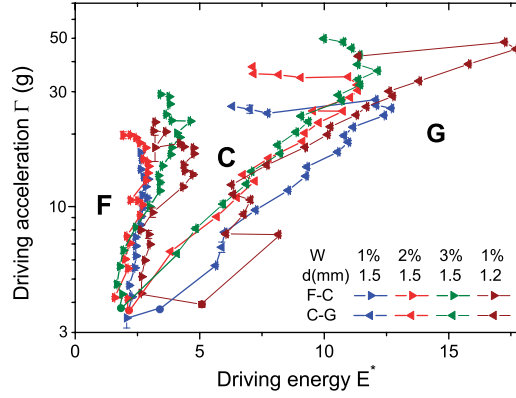 50
30
10
3
Driving acceleration Γ (g)
F
C
G
W 1% 2% 3% 1%
d(mm) 1.5 1.5 1.5 1.2
F-C
C-G
0 5 10 15
Driving energy E*